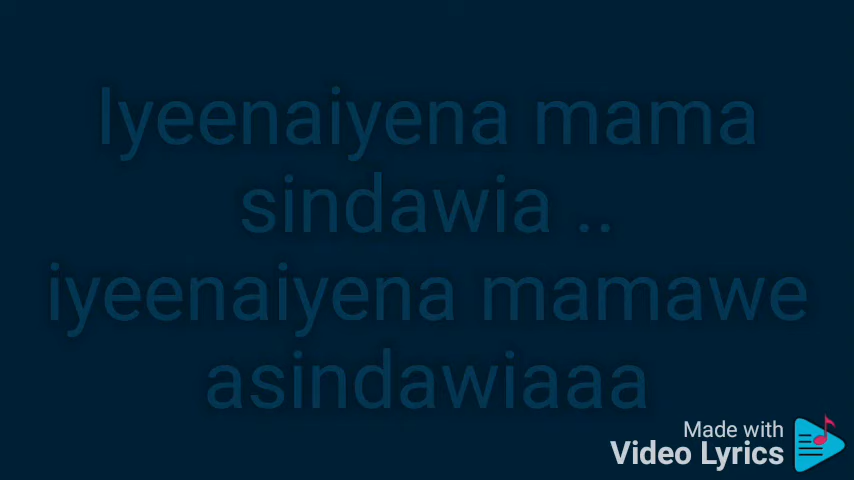 Iyeenaiyena mama
sindawia ..
iyeenaiyena mamawe
asindawiaaa
Made with
Video Lyrics